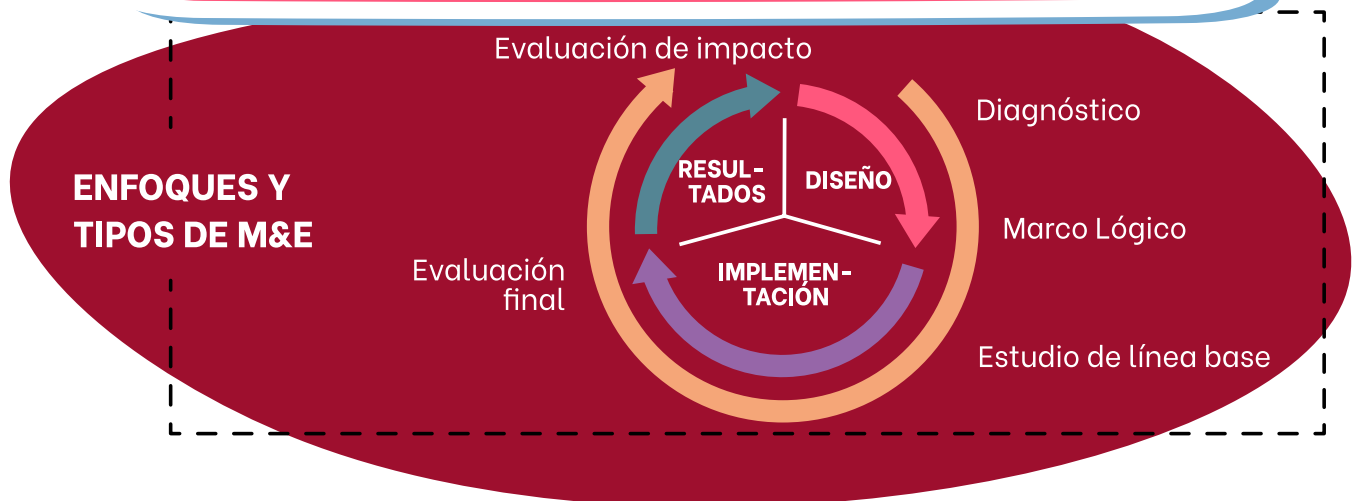 ENFOQUES Y
TIPOS DE M&E
Evaluación de impacto
Diagnóstico
Marco Lógico
Estudio de línea base
Evaluación
final
RESUL-
TADOS
DISEÑO
IMPLEMEN-
TACIÓN